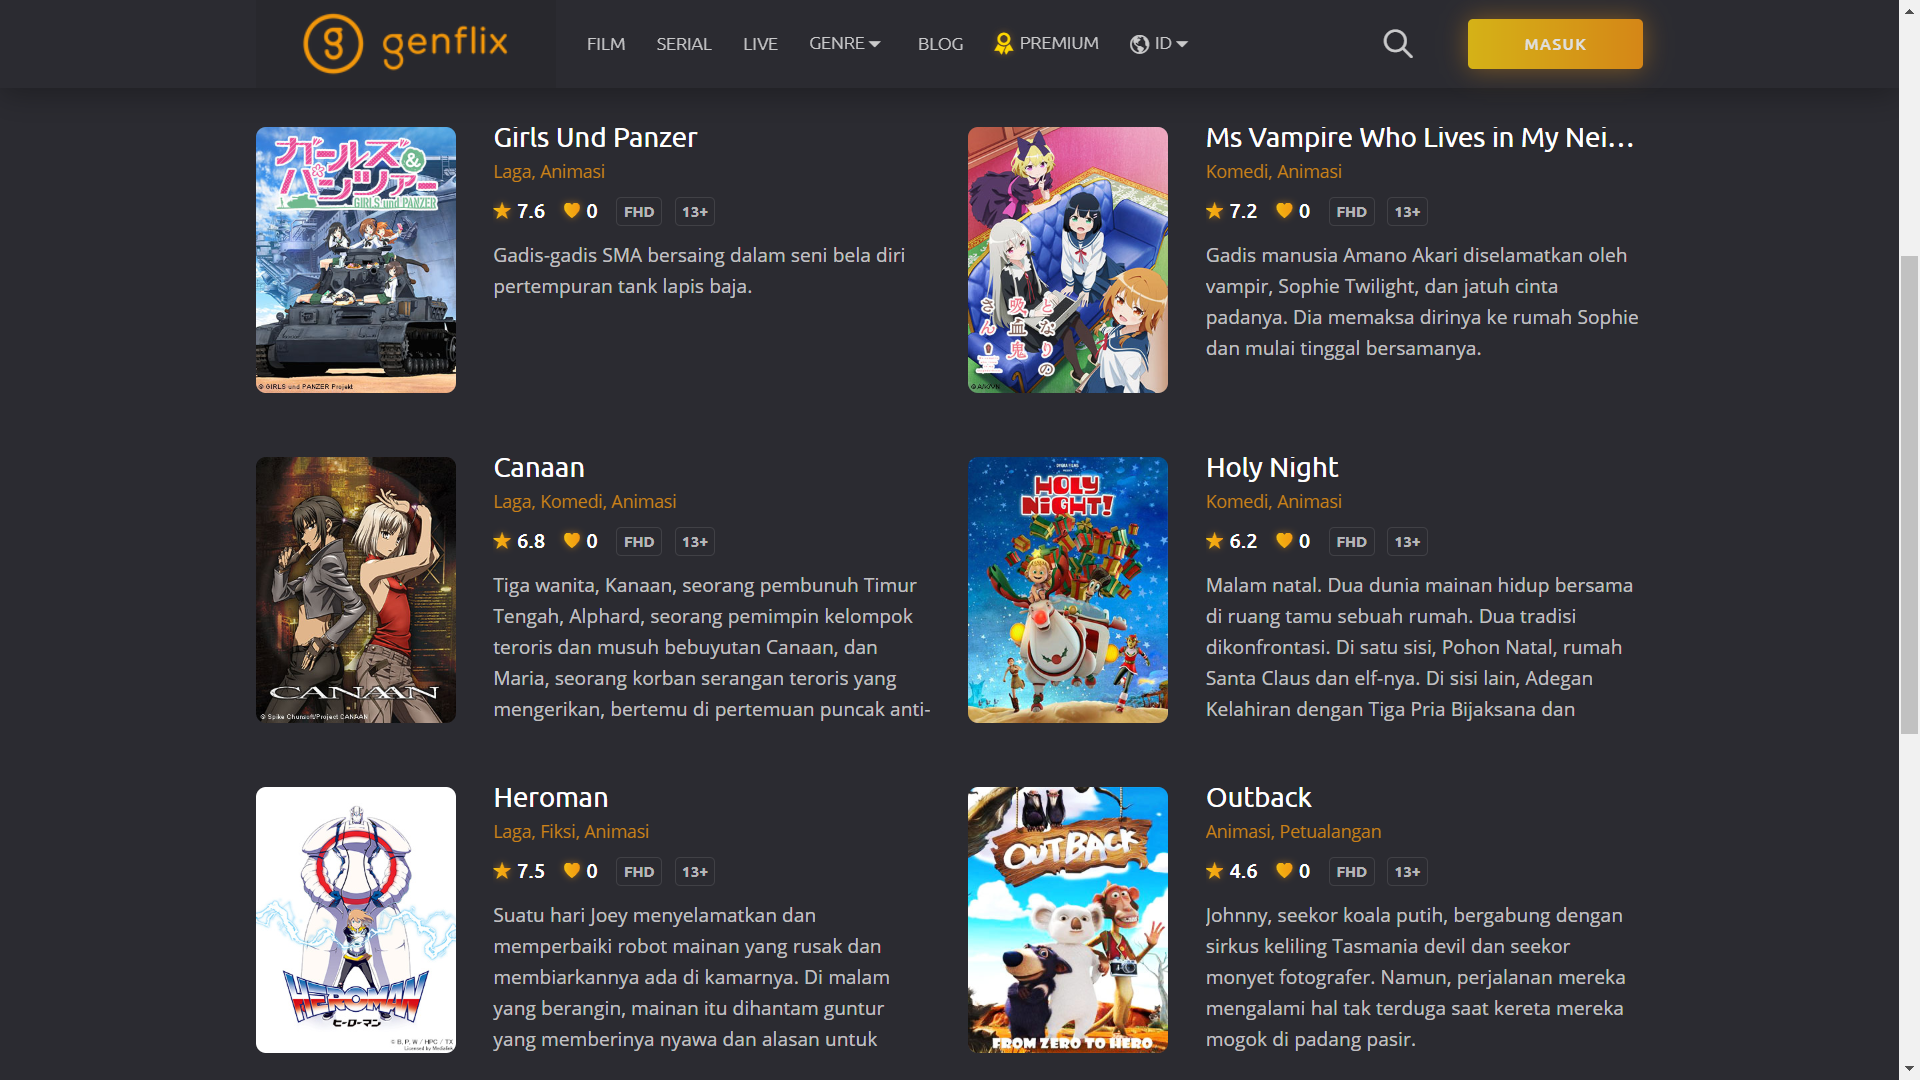 genflix
FILM
SERIAL
LIVE
GENRE
BLOG
PREMIUM
ID
MASUK
ガールズ&
パンツァー
GIRLS und PANZER
© GIRLS und PANZER Projekt
Girls Und Panzer
Laga, Animasi
7.6 0 FHD 13+
Gadis-gadis SMA bersaing dalam seni bela diri
pertempuran tank lapis baja.
となりの
吸血鬼
さん
Ms Vampire Who Lives in My Nei...
Komedi, Animasi
7.2 0 FHD 13+
Gadis manusia Amano Akari diselamatkan oleh
vampir, Sophie Twilight, dan jatuh cinta
padanya. Dia memaksa dirinya ke rumah Sophie
dan mulai tinggal bersamanya.
CANAAN
© Spike Chunsoft/Project CANAAN
Canaan
Laga, Komedi, Animasi
6.8 0 FHD 13+
Tiga wanita, Kanaan, seorang pembunuh Timur
Tengah, Alphard, seorang pemimpin kelompok
teroris dan musuh bebuyutan Canaan, dan
Maria, seorang korban serangan teroris yang
mengerikan, bertemu di pertemuan puncak anti-
HOLY
NIGHT!
Holy Night
Komedi, Animasi
6.2 0 FHD 13+
Malam natal. Dua dunia mainan hidup bersama
di ruang tamu sebuah rumah. Dua tradisi
dikonfrontasi. Di satu sisi, Pohon Natal, rumah
Santa Claus dan elf-nya. Di sisi lain, Adegan
Kelahiran dengan Tiga Pria Bijaksana dan
HEROMAN
ヒーローマン
© B, P, W / HPC / TX
Licensed by Medialink
Heroman
Laga, Fiksi, Animasi
7.5 0 FHD 13+
Suatu hari Joey menyelamatkan dan
memperbaiki robot mainan yang rusak dan
membiarkannya ada di kamarnya. Di malam
yang berangin, mainan itu dihantam guntur
yang memberinya nyawa dan alasan untuk
OUTBACK
FROM ZERO TO HERO
Outback
Animasi, Petualangan
4.6 0 FHD 13+
Johnny, seekor koala putih, bergabung dengan
sirkus keliling Tasmania devil dan seekor
monyet fotografer. Namun, perjalanan mereka
mengalami hal tak terduga saat kereta mereka
mogok di padang pasir.